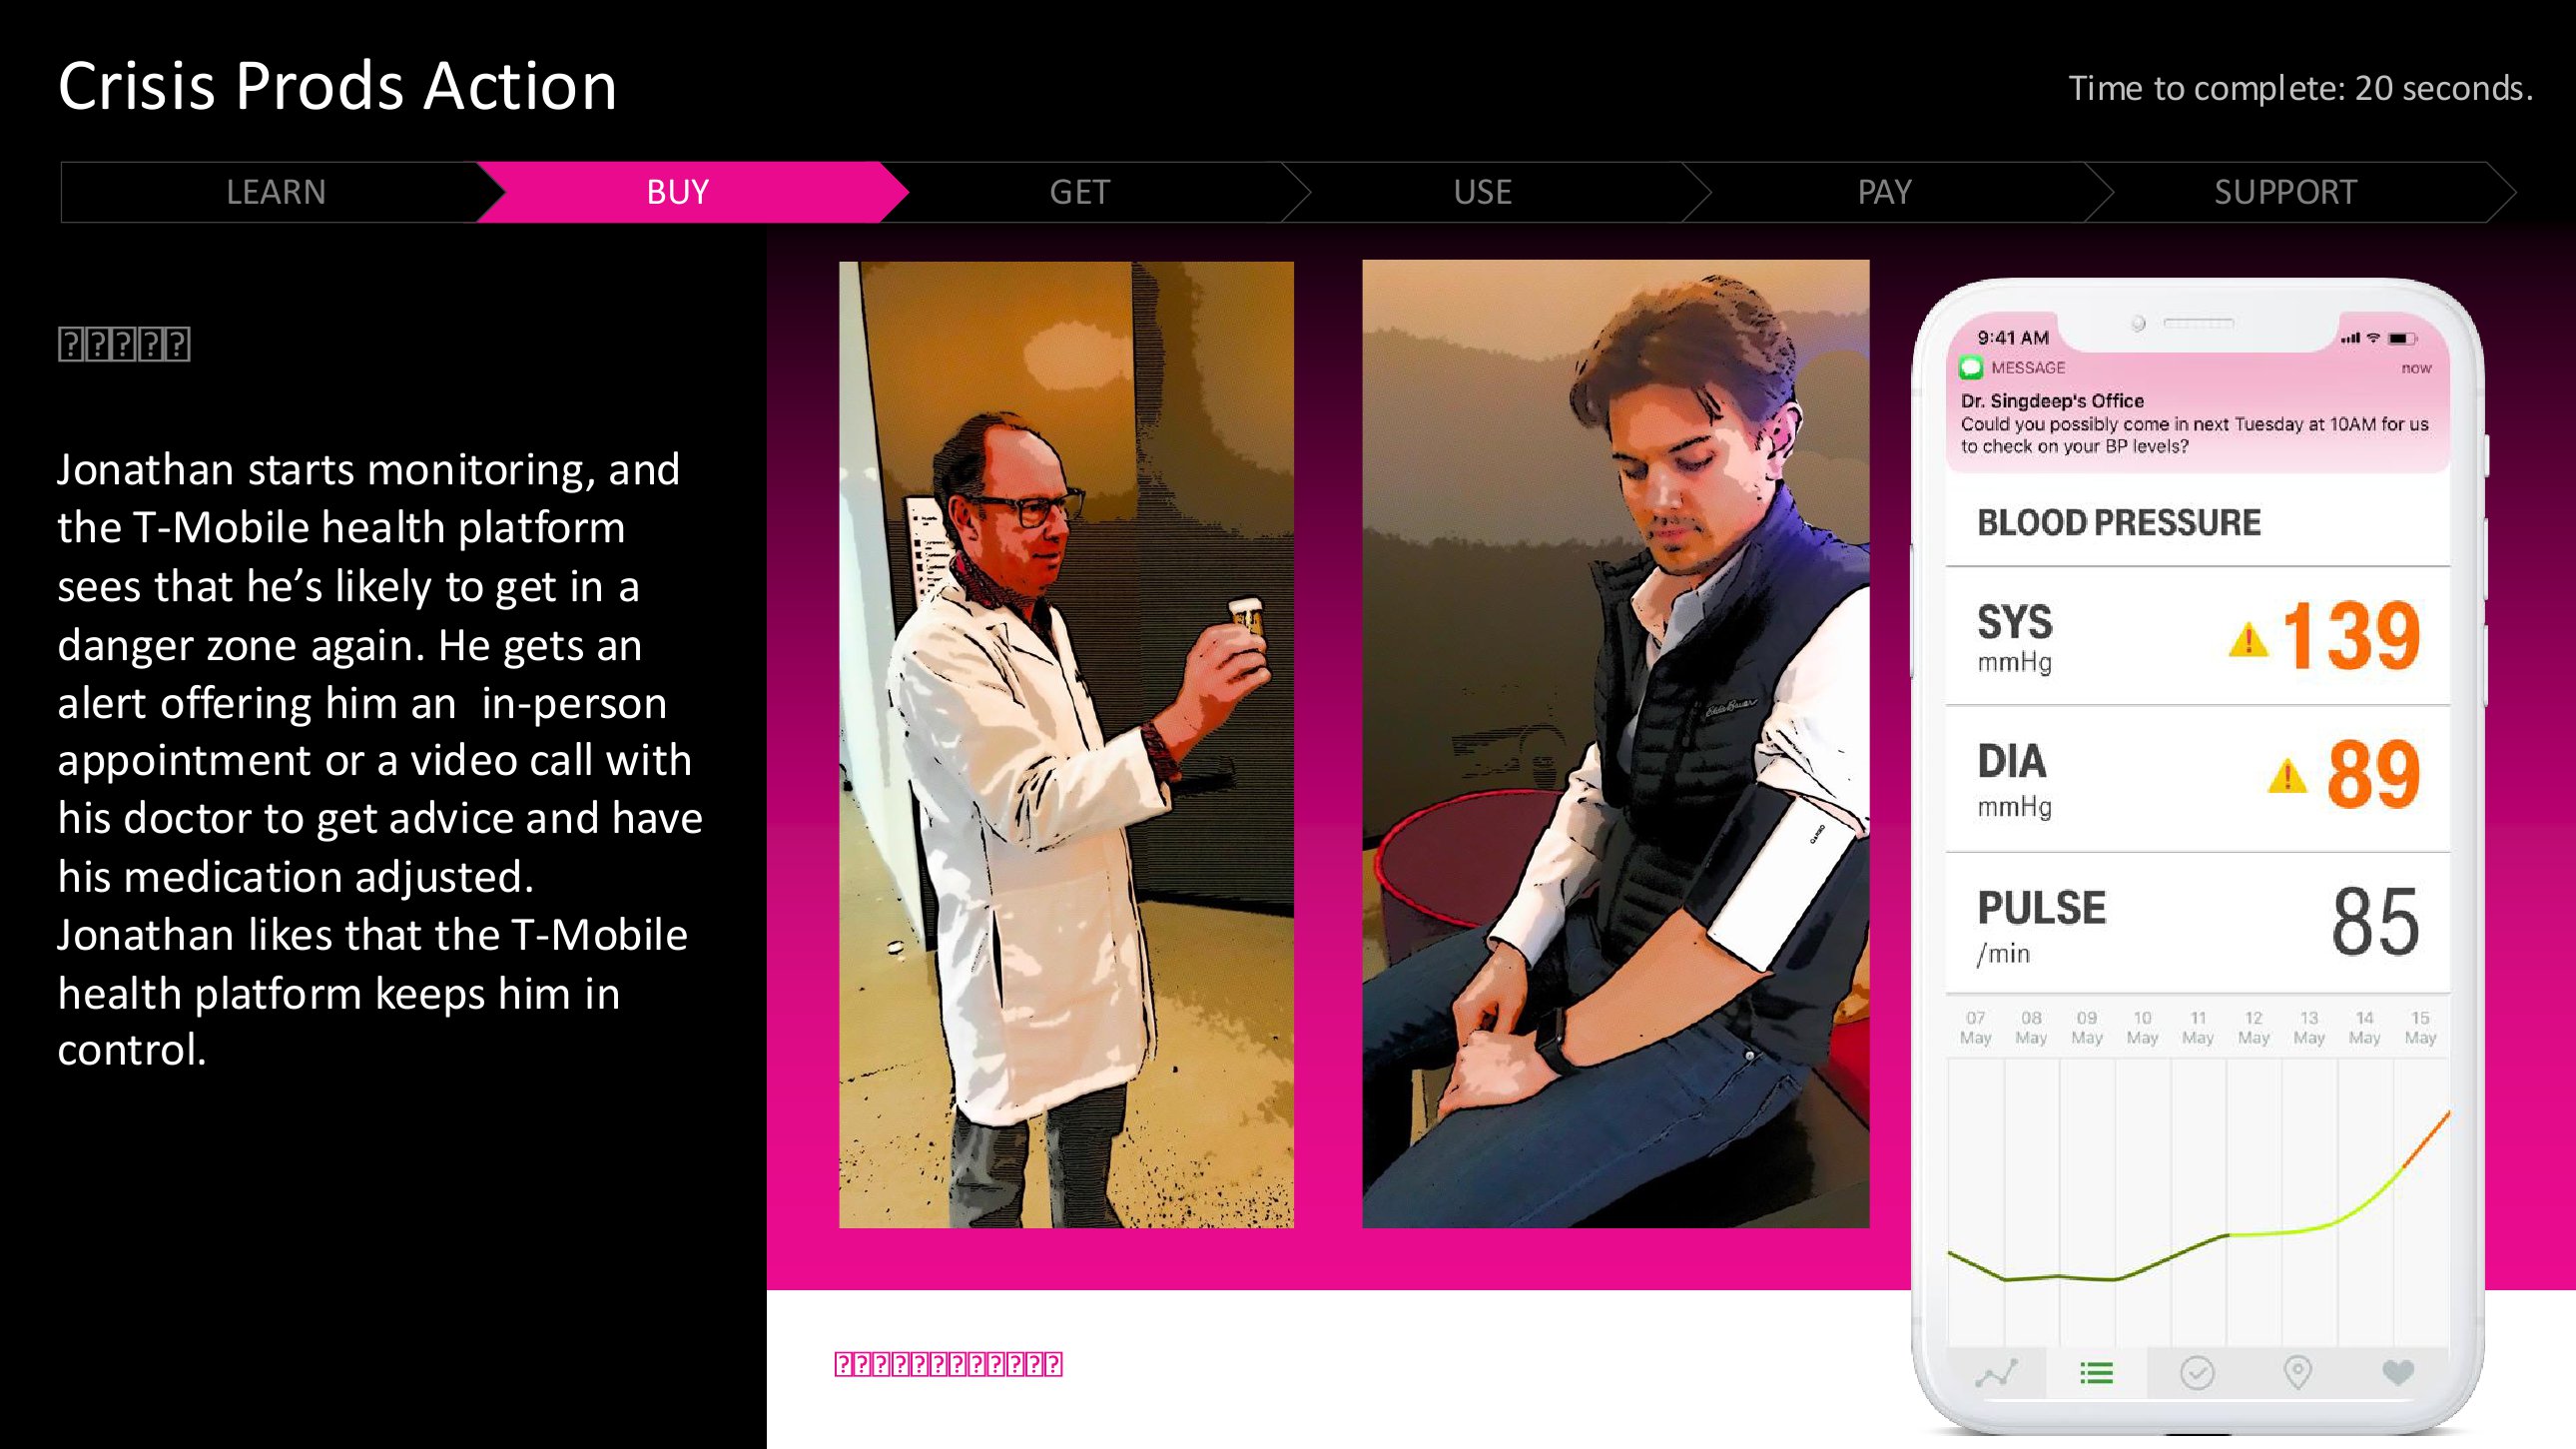 Crisis Prods Action
Time to complete: 20 seconds.
LEARN
BUY
GET
USE
PAY
SUPPORT
Jonathan starts monitoring, and
the T-Mobile health platform
sees that he’s likely to get in a
danger zone again. He gets an
alert offering him an  in-person
appointment or a video call with
his doctor to get advice and have
his medication adjusted.
Jonathan likes that the T-Mobile
health platform keeps him in
control.
Eddie Bauer
9:41 AM
MESSAGE
now
Dr. Singdeep's Office
Could you possibly come in next Tuesday at 10AM for us
to check on your BP levels?
BLOOD PRESSURE
SYS
mmHg
139
DIA
mmHg
89
PULSE
/min
85
07 08 09 10 11 12 13 14 15
May May May May May May May May May